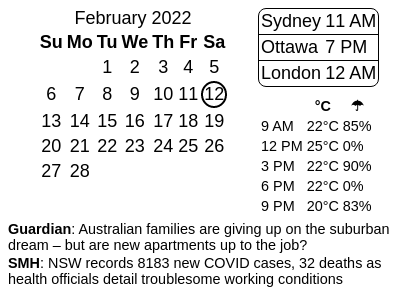 February 2022
Su Mo Tu We Th Fr Sa
1 2 3 4 5
6 7 8 9 10 11 12
13 14 15 16 17 18 19
20 21 22 23 24 25 26
27 28
Sydney 11 AM
Ottawa 7 PM
London 12 AM
°C ☂
9 AM 22°C 85%
12 PM 25°C 0%
3 PM 22°C 90%
6 PM 22°C 0%
9 PM 20°C 83%
Guardian: Australian families are giving up on the suburban
dream – but are new apartments up to the job?
SMH: NSW records 8183 new COVID cases, 32 deaths as
health officials detail troublesome working conditions